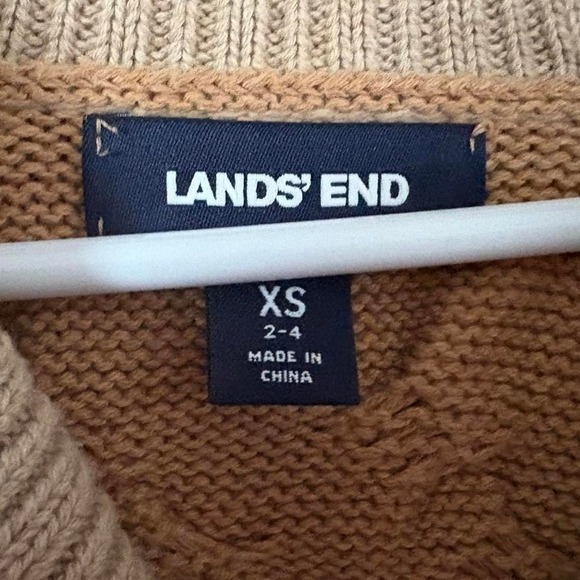 LANDS' END
XS
2-4
MADE IN
CHINA